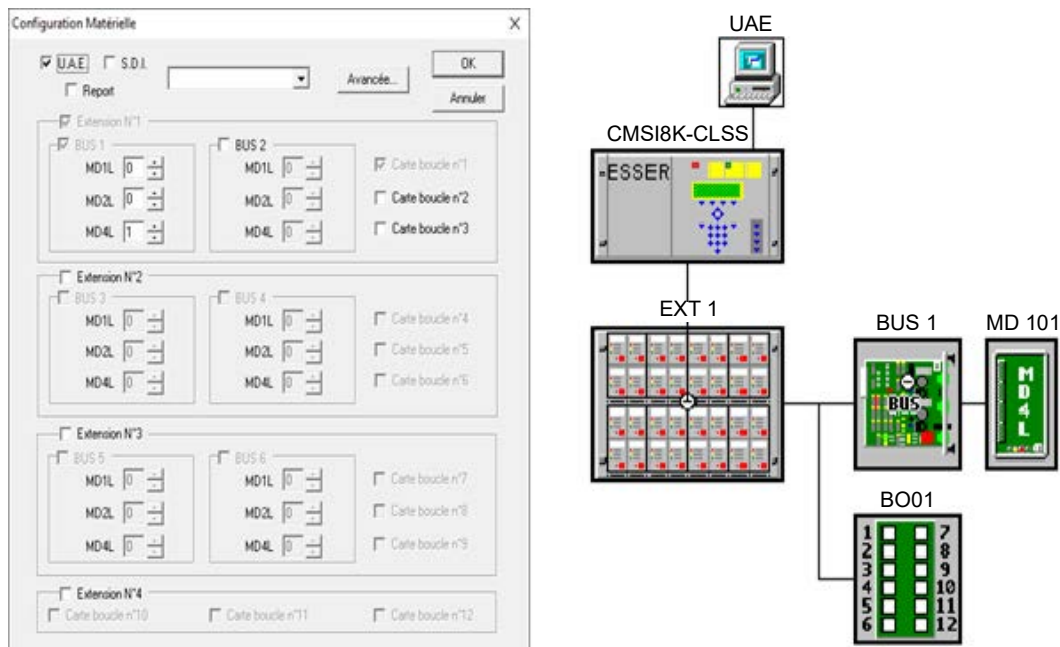 Configuration Matérielle X
U.A.E. S.D.I.
Report
Avancée...
OK
Annuler
Extension N°1
BUS 1
MD1L 0
MD2L 0
MD4L 1
BUS 2
MD1L 0
MD2L 0
MD4L 0
Carte boucle n°1
Carte boucle n°2
Carte boucle n°3
Extension N°2
BUS 3
MD1L 0
MD2L 0
MD4L 0
BUS 4
MD1L 0
MD2L 0
MD4L 0
Carte boucle n°4
Carte boucle n°5
Carte boucle n°6
Extension N°3
BUS 5
MD1L 0
MD2L 0
MD4L 0
BUS 6
MD1L 0
MD2L 0
MD4L 0
Carte boucle n°7
Carte boucle n°8
Carte boucle n°9
Extension N°4
Carte boucle n°10 Carte boucle n°11 Carte boucle n°12
UAE
CMSI8K-CLSS
ESSER
EXT 1
BUS 1
BUS
MD 101
MD4L
BO01
1 7
2 8
3 9
4 10
5 11
6 12